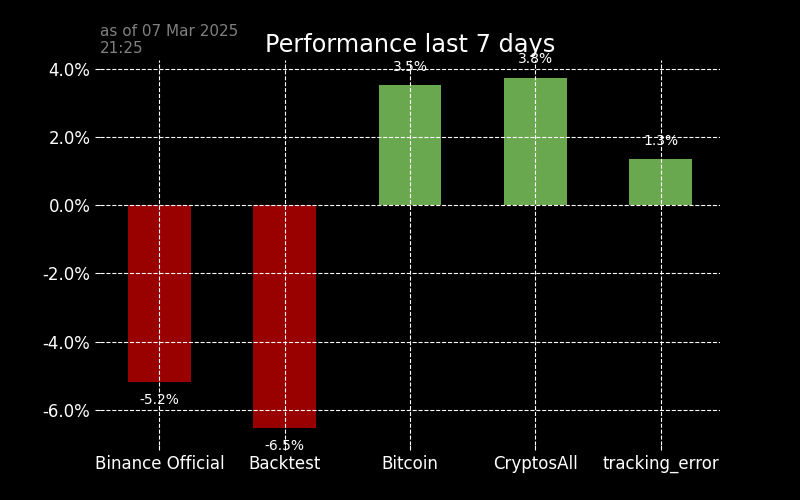 as of 07 Mar 2025
21:25
Performance last 7 days
4.0%
2.0%
0.0%
-2.0%
-4.0%
-6.0%
-5.2%
-6.5%
3.5%
3.8%
1.3%
Binance Official
Backtest
Bitcoin
CryptosAll
tracking_error